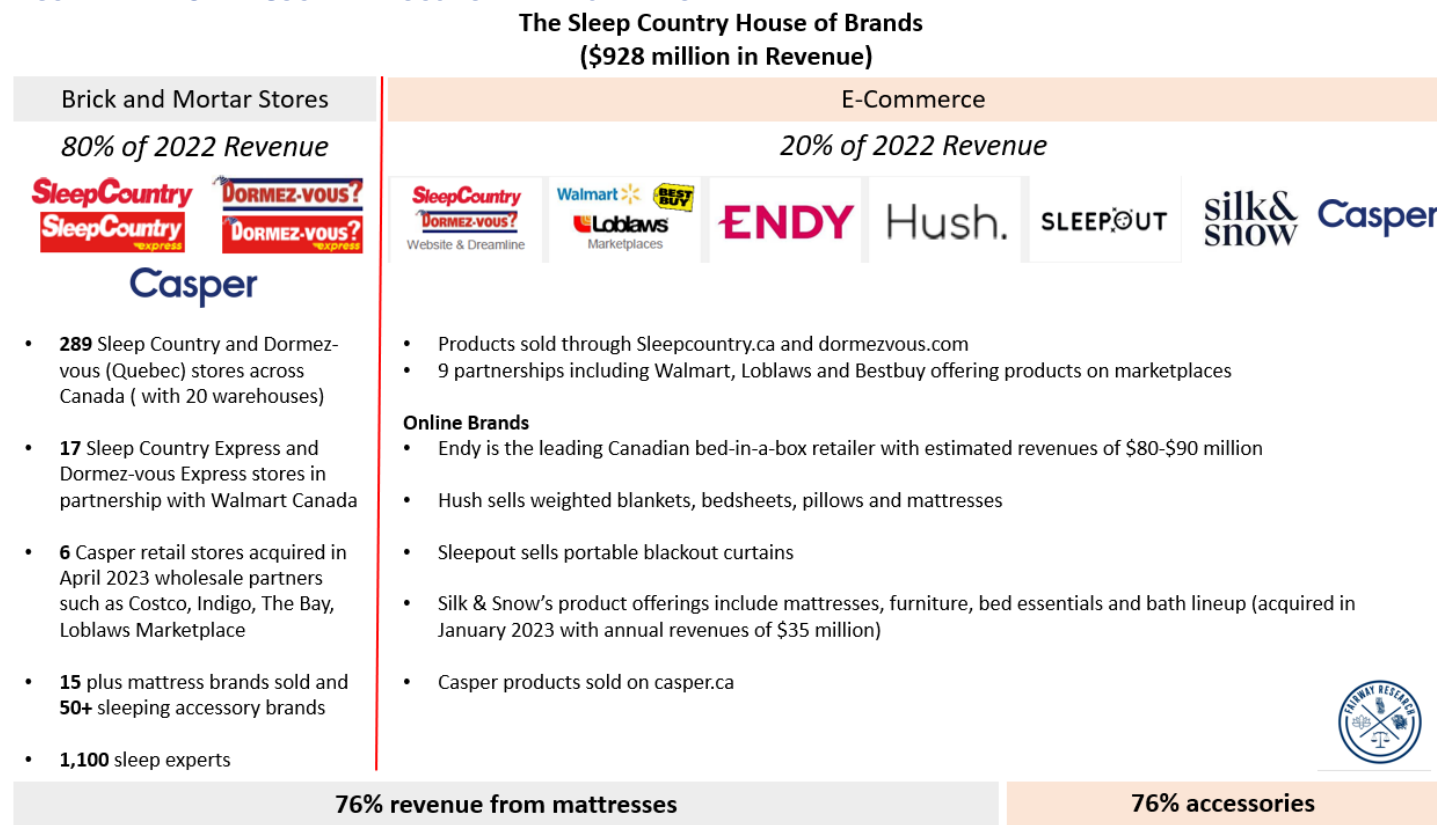 The Sleep Country House of Brands
($928 million in Revenue)
Brick and Mortar Stores
80% of 2022 Revenue
SleepCountry
DORMEZ-VOUS?
SleepCountry
express
DORMEZ-VOUS?
express
Casper
• 289 Sleep Country and Dormez-
vous (Quebec) stores across
Canada ( with 20 warehouses)
• 17 Sleep Country Express and
Dormez-vous Express stores in
partnership with Walmart Canada
• 6 Casper retail stores acquired in
April 2023 wholesale partners
such as Costco, Indigo, The Bay,
Loblaws Marketplace
• 15 plus mattress brands sold and
50+ sleeping accessory brands
• 1,100 sleep experts
E-Commerce
20% of 2022 Revenue
SleepCountry
DORMEZ-VOUS?
Website & Dreamline
Walmart
BEST
BUY
Loblaws
Marketplaces
ENDY
Hush.
SLEEPOUT
silk&
snow
Casper
• Products sold through Sleepcountry.ca and dormezvous.com
• 9 partnerships including Walmart, Loblaws and Bestbuy offering products on marketplaces
Online Brands
• Endy is the leading Canadian bed-in-a-box retailer with estimated revenues of $80-$90 million
• Hush sells weighted blankets, bedsheets, pillows and mattresses
• Sleepout sells portable blackout curtains
• Silk & Snow’s product offerings include mattresses, furniture, bed essentials and bath lineup (acquired in
January 2023 with annual revenues of $35 million)
• Casper products sold on casper.ca
FAIRWAY RESEARCH
76% revenue from mattresses
76% accessories